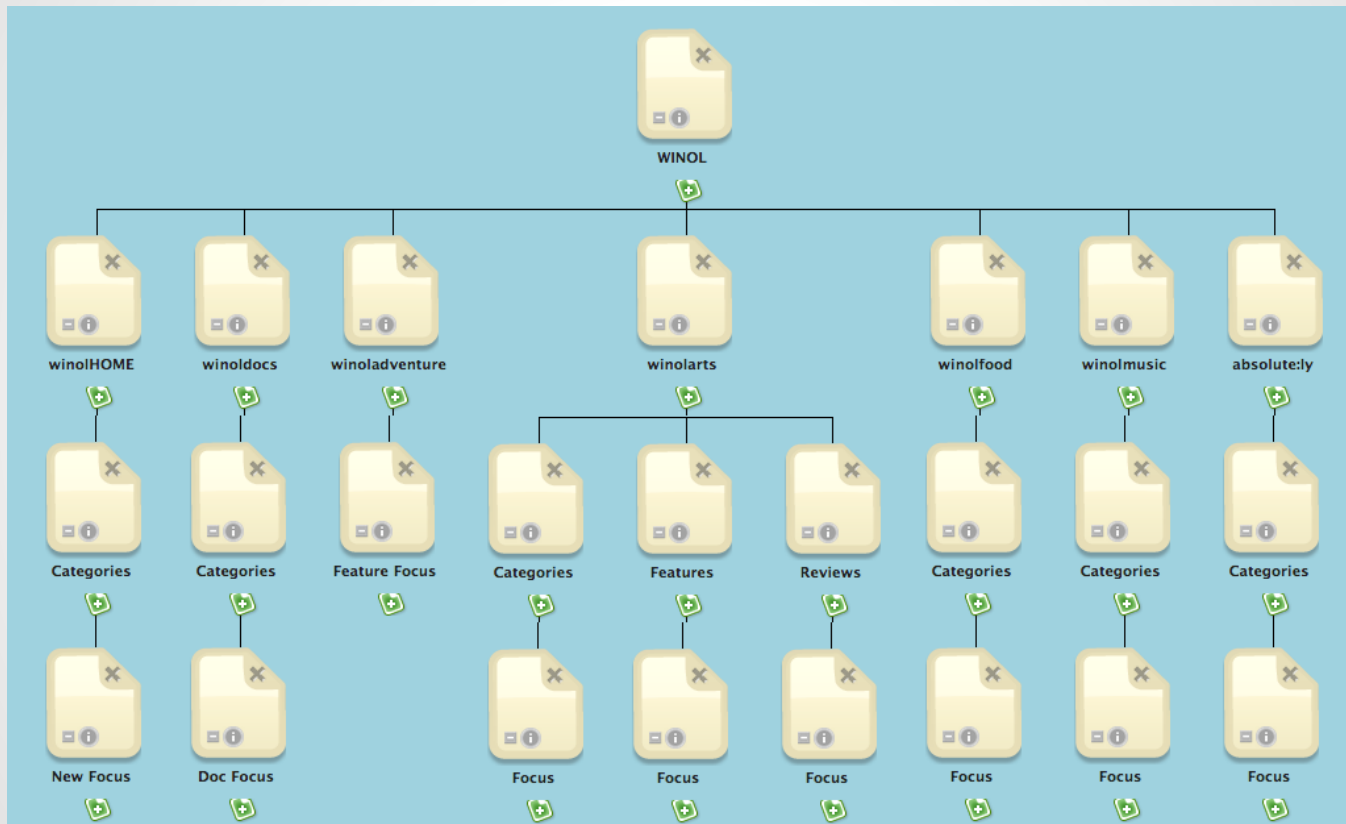 WINOL
winolHOME
winoldocs
winoladventure
winolarts
winolfood
winolmusic
absolute:ly
Categories
Categories
Feature Focus
Categories
Features
Reviews
Categories
Categories
Categories
New Focus
Doc Focus
Focus
Focus
Focus
Focus
Focus
Focus